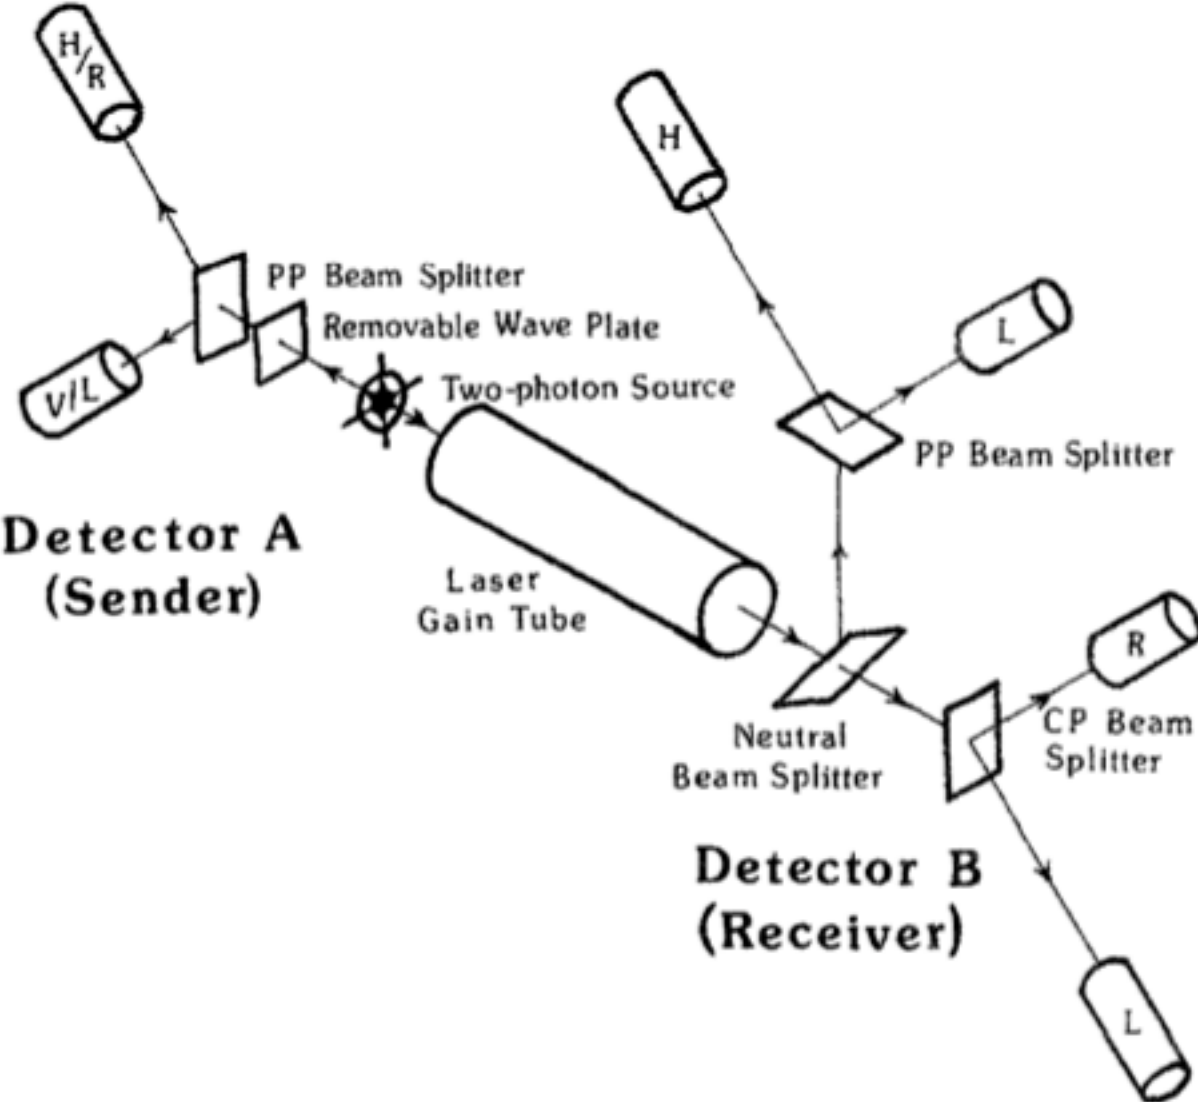 H/R
H
PP Beam Splitter
L
Removable Wave Plate
V/L
Two-photon Source
PP Beam Splitter
Detector A
(Sender)
Laser
Gain Tube
R
Neutral
Beam Splitter
CP Beam
Splitter
Detector B
(Receiver)
L